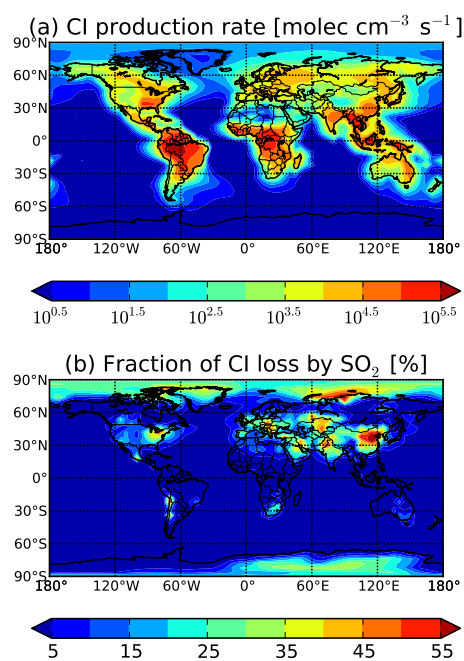 (a) CI production rate [molec cm⁻³ s⁻¹]
90°N
60°N
30°N
0°
30°S
60°S
90°S
180° 120°W 60°W 0° 60°E 120°E 180°
10^0.5 10^1.5 10^2.5 10^3.5 10^4.5 10^5.5
(b) Fraction of CI loss by SO₂ [%]
90°N
60°N
30°N
0°
30°S
60°S
90°S
180° 120°W 60°W 0° 60°E 120°E 180°
5 15 25 35 45 55